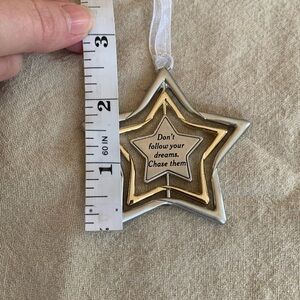 3
2
60 IN
1
Don't
follow your
dreams.
Chase them